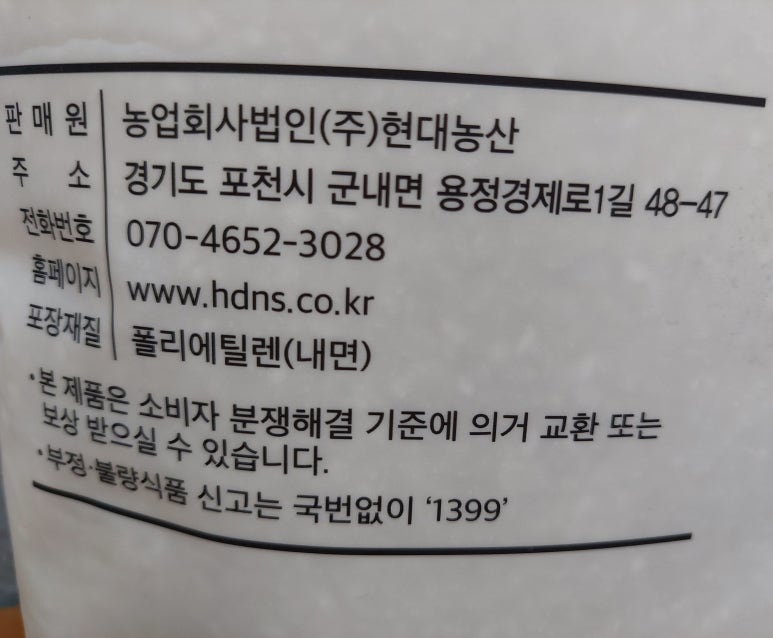 판매원 농업회사법인(주)현대농산
주 소 경기도 포천시 군내면 용정경제로1길 48-47
전화번호 070-4652-3028
홈페이지 www.hdns.co.kr
포장재질 폴리에틸렌(내면)
·본 제품은 소비자 분쟁해결 기준에 의거 교환 또는
보상 받으실 수 있습니다.
·부정·불량식품 신고는 국번없이 '1399'